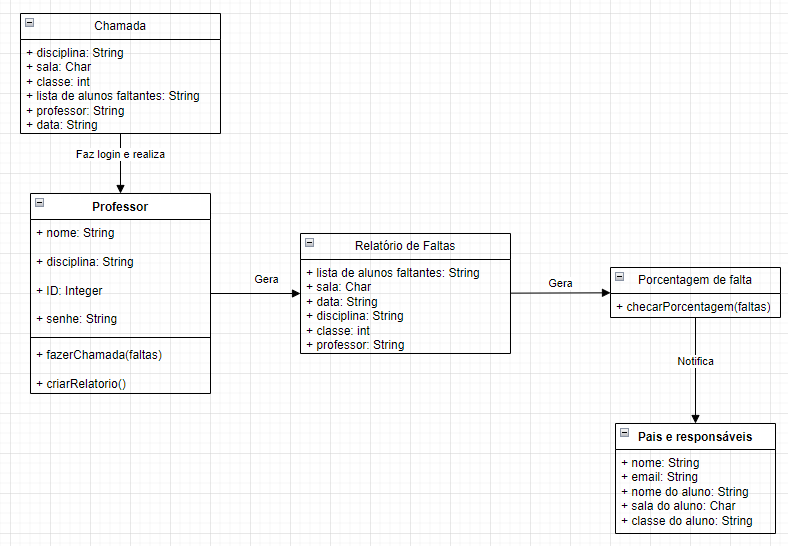 Chamada
+ disciplina: String
+ sala: Char
+ classe: int
+ lista de alunos faltantes: String
+ professor: String
+ data: String
Faz login e realiza
Professor
+ nome: String
+ disciplina: String
+ ID: Integer
+ senhe: String
+ fazerChamada(faltas)
+ criarRelatorio()
Gera
Relatório de Faltas
+ lista de alunos faltantes: String
+ sala: Char
+ data: String
+ disciplina: String
+ classe: int
+ professor: String
Gera
Porcentagem de falta
+ checarPorcentagem(faltas)
Notifica
Pais e responsáveis
+ nome: String
+ email: String
+ nome do aluno: String
+ sala do aluno: Char
+ classe do aluno: String